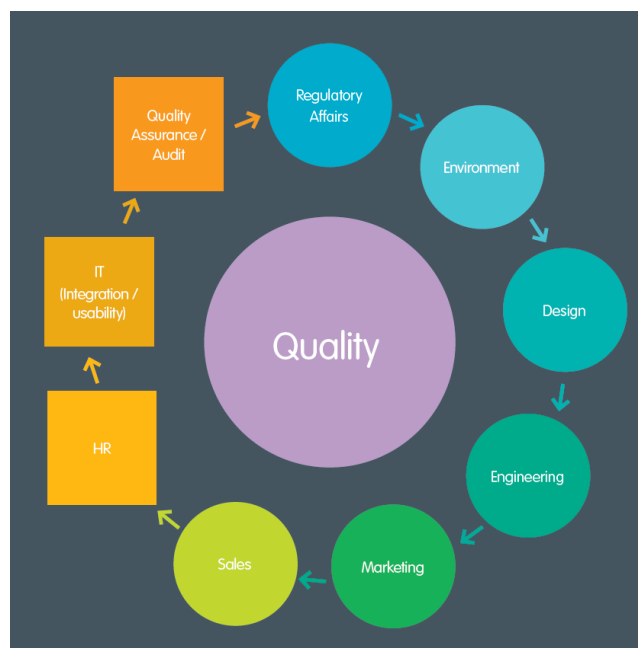 Regulatory
Affairs
Quality
Assurance /
Audit
Environment
IT
(Integration /
usability)
Design
Quality
HR
Engineering
Sales
Marketing